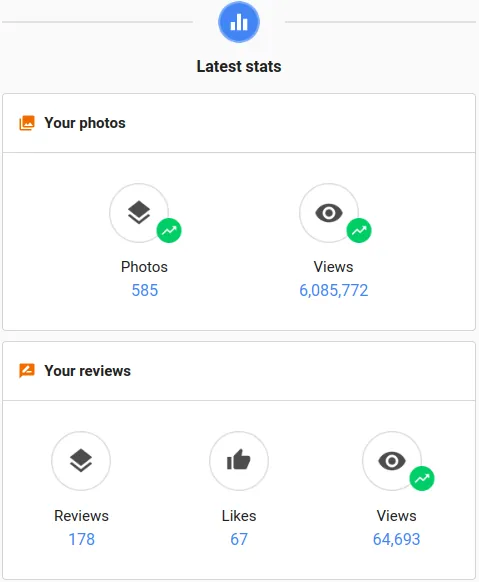 Latest stats
Your photos
Photos
Views
585
6,085,772
Your reviews
Reviews
Likes
Views
178
67
64,693